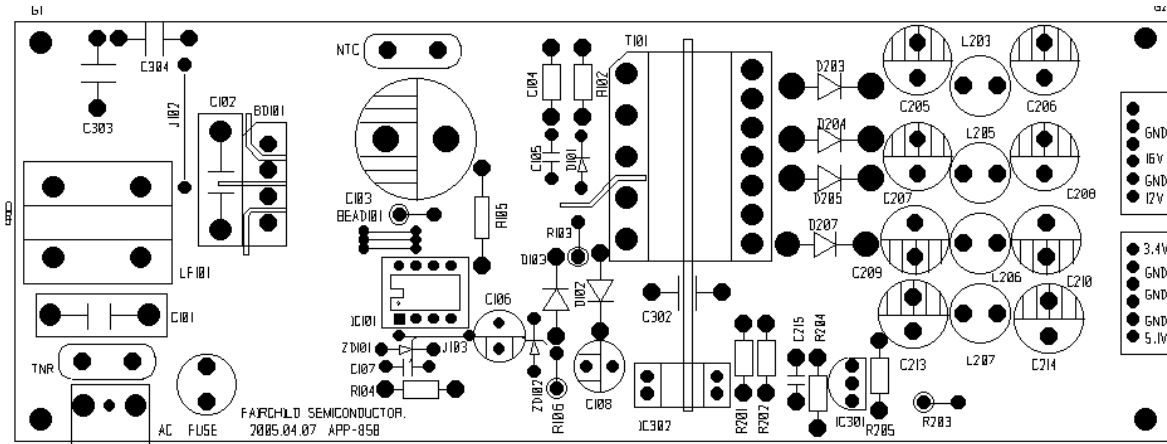 G1
C304
C303
J102
C102
BD101
LF101
C101
TNR
AC
FUSE
NTC
C103
BEAD101
R105
IC101
ZD101
J103
C107
R104
C106
ZD102
R106
D103
D102
C108
R103
C104
R102
C105
D101
T101
C302
IC302
R201
R202
C215
R204
IC301
R205
R203
D203
D204
D205
D207
L203
C205
C206
L205
C207
C208
C209
L206
C210
C213
L207
C214
GND
16V
GND
12V
3.4V
GND
GND
GND
5.1V
FAIRCHILD SEMICONDUCTOR.
2005.04.07 APP-858